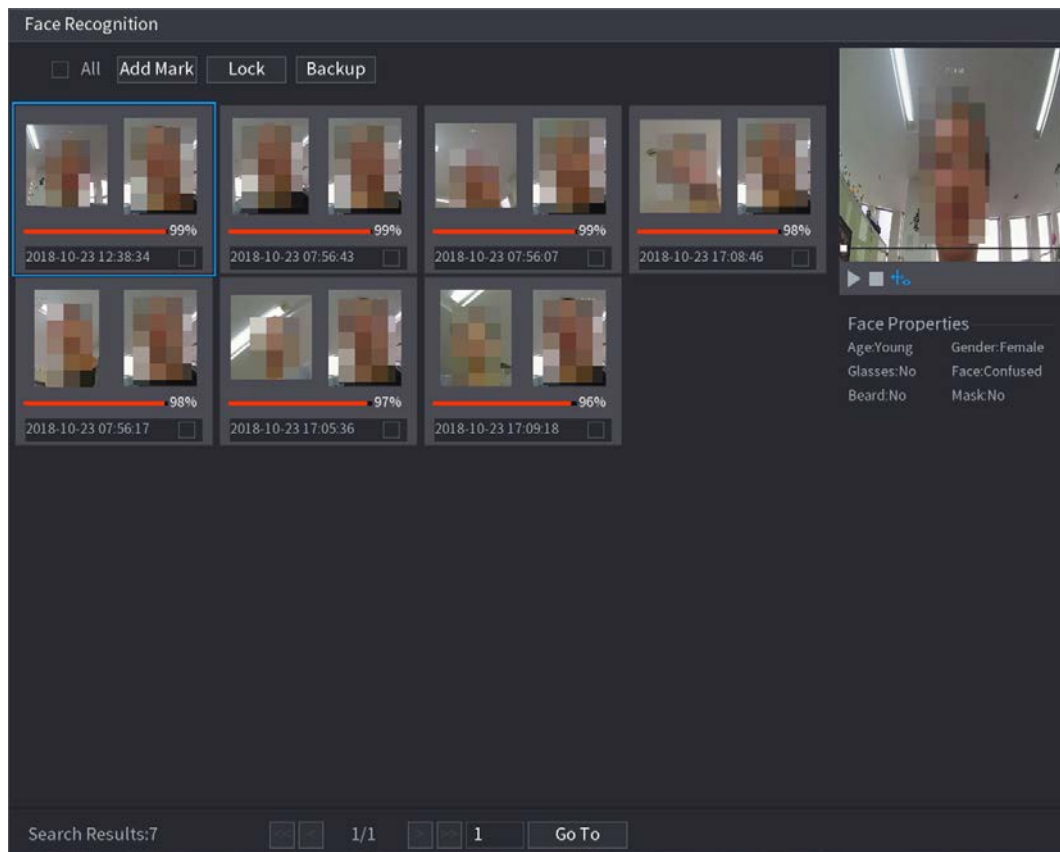 Face Recognition
All Add Mark Lock Backup
99% 99% 99% 98%
2018-10-23 12:38:34 2018-10-23 07:56:43 2018-10-23 07:56:07 2018-10-23 17:08:46
98% 97% 96%
2018-10-23 07:56:17 2018-10-23 17:05:36 2018-10-23 17:09:18
Face Properties
Age:Young Gender:Female
Glasses:No Face:Confused
Beard:No Mask:No
Search Results:7 << < 1/1 > >> 1 Go To